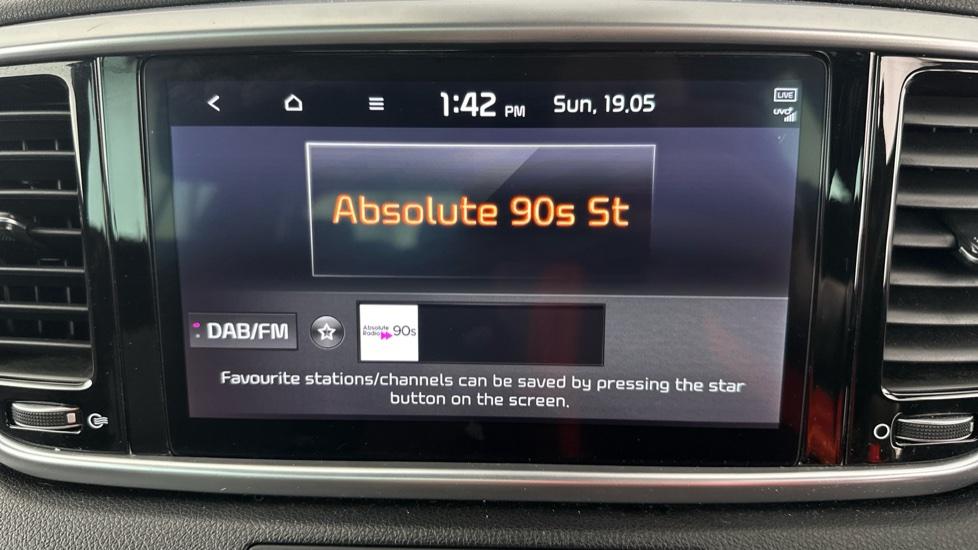 1:42 PM Sun, 19.05
LIVE
UVO
Absolute 90s St
DAB/FM
Absolute
Radio 90s
Favourite stations/channels can be saved by pressing the star
button on the screen.